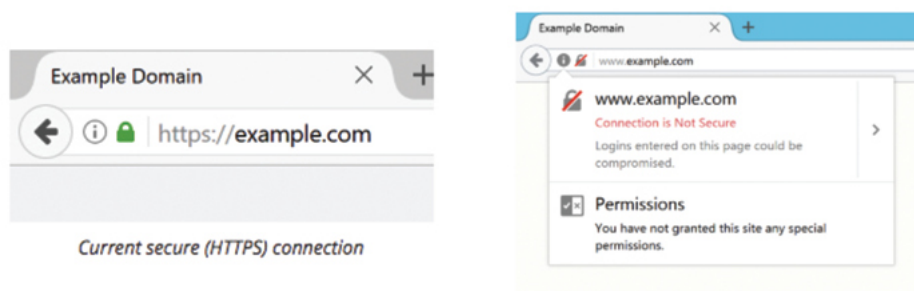 Example Domain
https://example.com
Current secure (HTTPS) connection
Example Domain
www.example.com
www.example.com
Connection is Not Secure
Logins entered on this page could be
compromised.
Permissions
You have not granted this site any special
permissions.